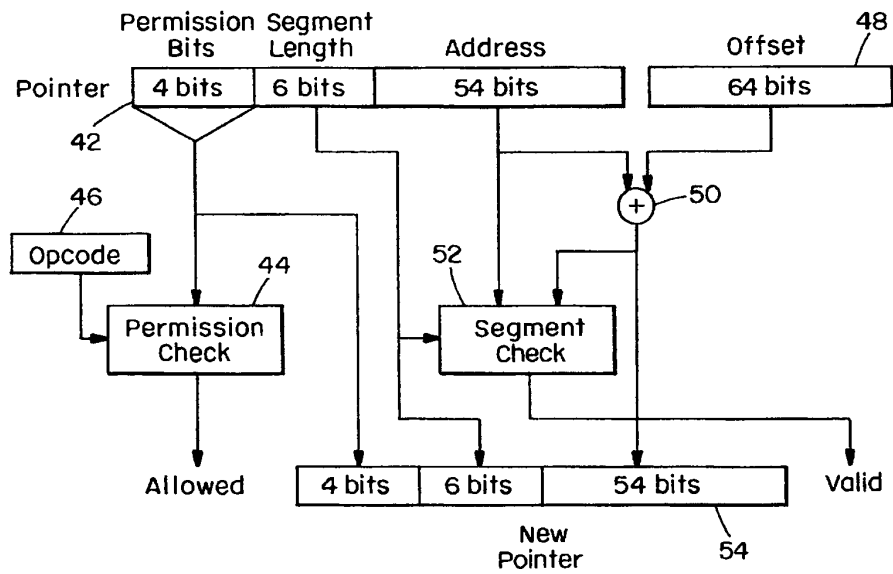 Permission Bits
Segment Length
Address
Offset
48
Pointer
4 bits
6 bits
54 bits
64 bits
42
46
50
+
Opcode
44
52
Permission Check
Segment Check
Allowed
4 bits
6 bits
54 bits
Valid
New Pointer
54